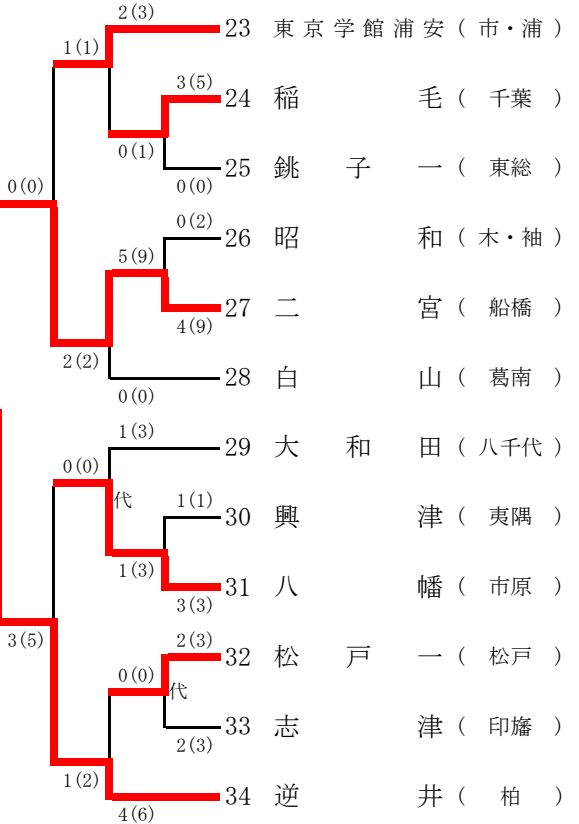 2(3)
23 東京学館浦安 ( 市・浦 )
1(1)
3(5)
24 稲毛 ( 千葉 )
0(1)
25 銚子一 ( 東総 )
0(0)
0(0)
0(2)
26 昭和 ( 木・袖 )
5(9)
27 二宮 ( 船橋 )
4(9)
2(2)
28 白山 ( 葛南 )
0(0)
1(3)
29 大和田 ( 八千代 )
0(0)
代
1(1)
30 興津 ( 夷隅 )
1(3)
31 八幡 ( 市原 )
3(3)
3(5)
2(3)
32 松戸一 ( 松戸 )
0(0)
代
33 志津 ( 印旛 )
2(3)
1(2)
34 逆井 ( 柏 )
4(6)